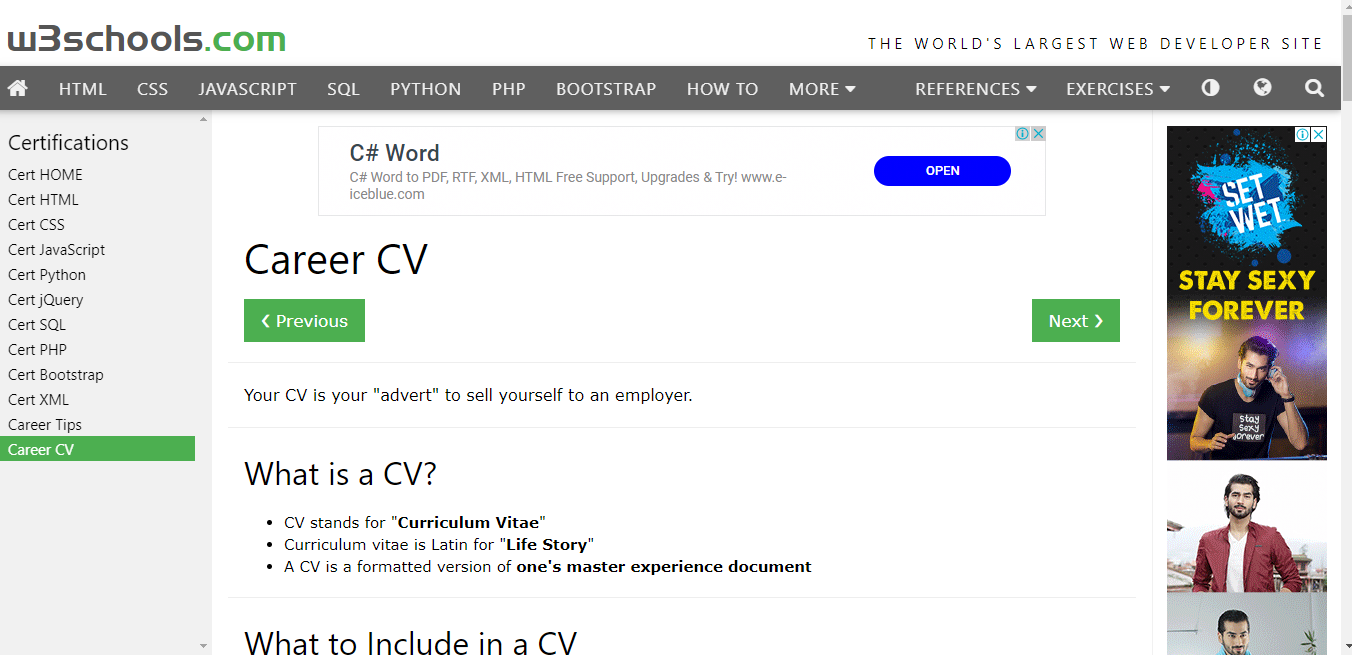 w3schools.com
THE WORLD'S LARGEST WEB DEVELOPER SITE
HTML CSS JAVASCRIPT SQL PYTHON PHP BOOTSTRAP HOW TO MORE REFERENCES EXERCISES
Certifications
Cert HOME
Cert HTML
Cert CSS
Cert JavaScript
Cert Python
Cert jQuery
Cert SQL
Cert PHP
Cert Bootstrap
Cert XML
Career Tips
Career CV
C# Word
C# Word to PDF, RTF, XML, HTML Free Support, Upgrades & Try! www.e-
iceblue.com
OPEN
Career CV
❮ Previous
Next ❯
Your CV is your "advert" to sell yourself to an employer.
What is a CV?
• CV stands for "Curriculum Vitae"
• Curriculum vitae is Latin for "Life Story"
• A CV is a formatted version of one's master experience document
What to Include in a CV
SET
WET
STAY SEXY
FOREVER
Stay
Sexy
forever